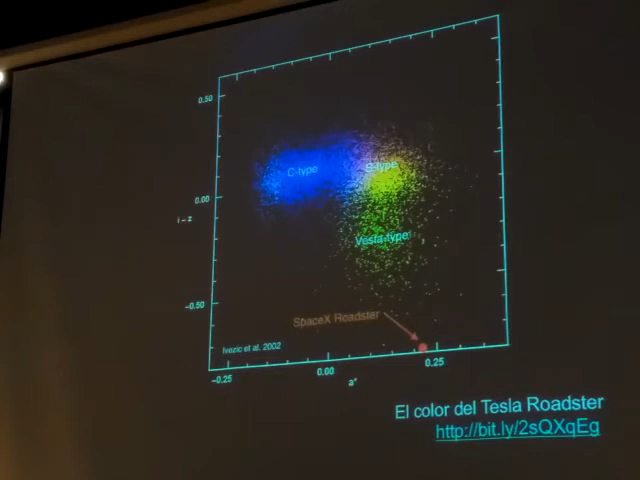 0.50
C-type
S-type
0.00
i - z
Vesta-type
-0.50
SpaceX Roadster
Ivezic et al. 2002
-0.25
0.00
0.25
a*
El color del Tesla Roadster
http://bit.ly/2sQXqEg